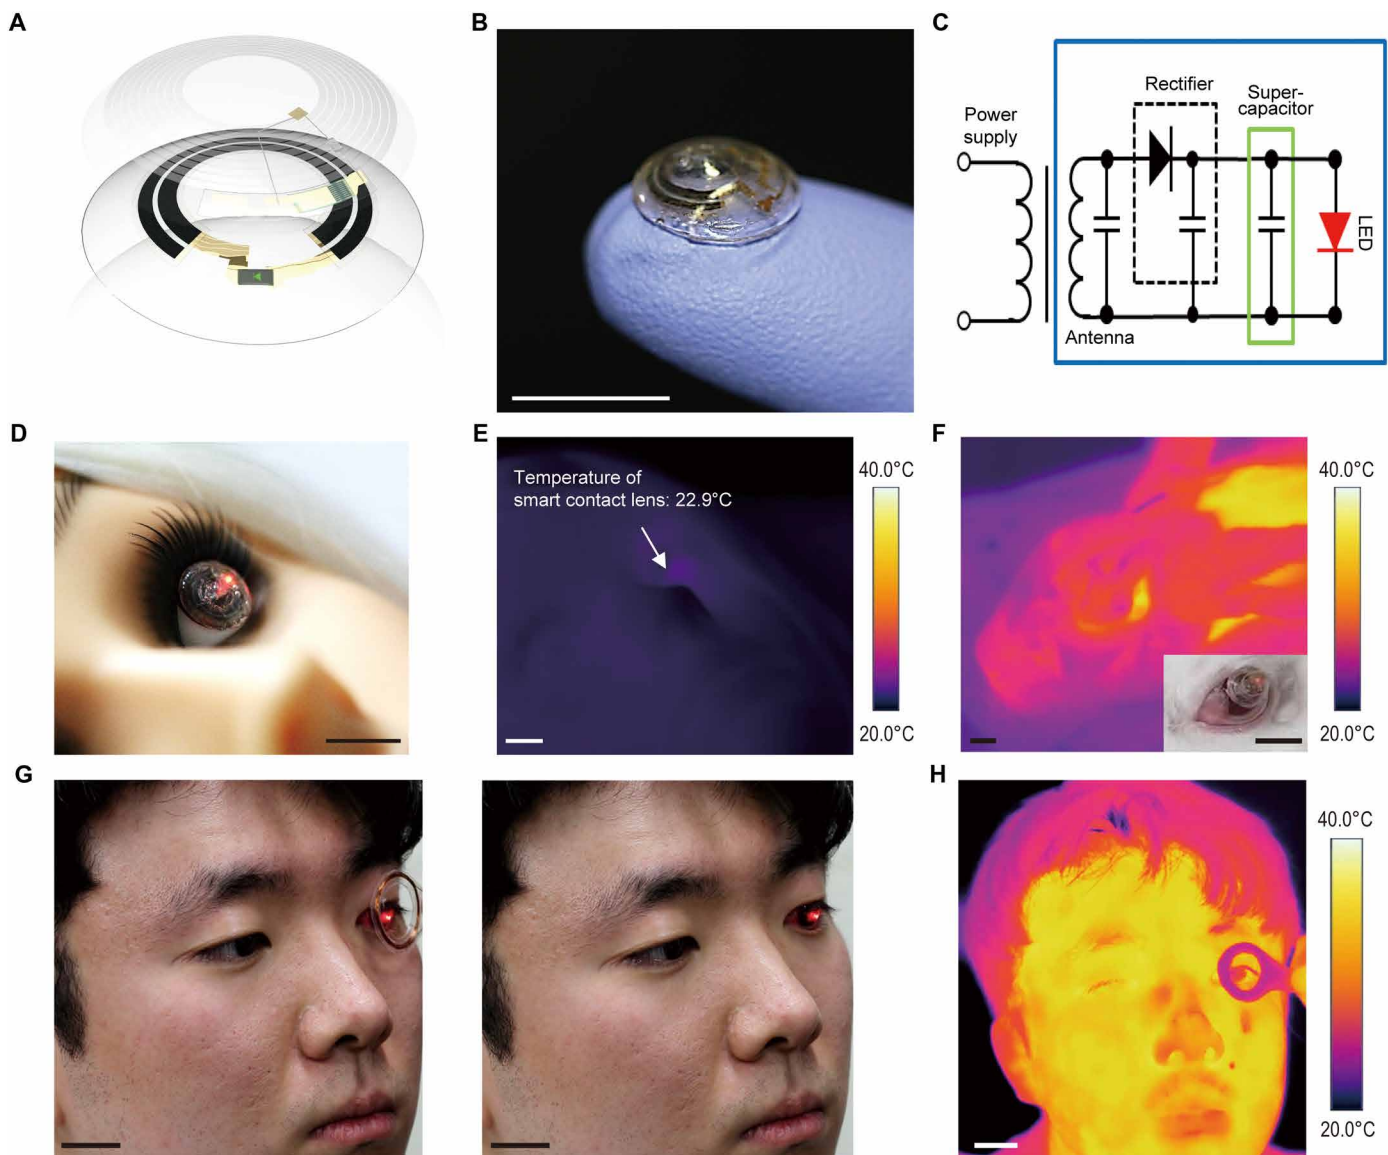 A
B
C
Power
supply
Rectifier
Super-
capacitor
LED
Antenna
D
E
F
Temperature of
smart contact lens: 22.9°C
40.0°C
20.0°C
40.0°C
20.0°C
G
H
40.0°C
20.0°C